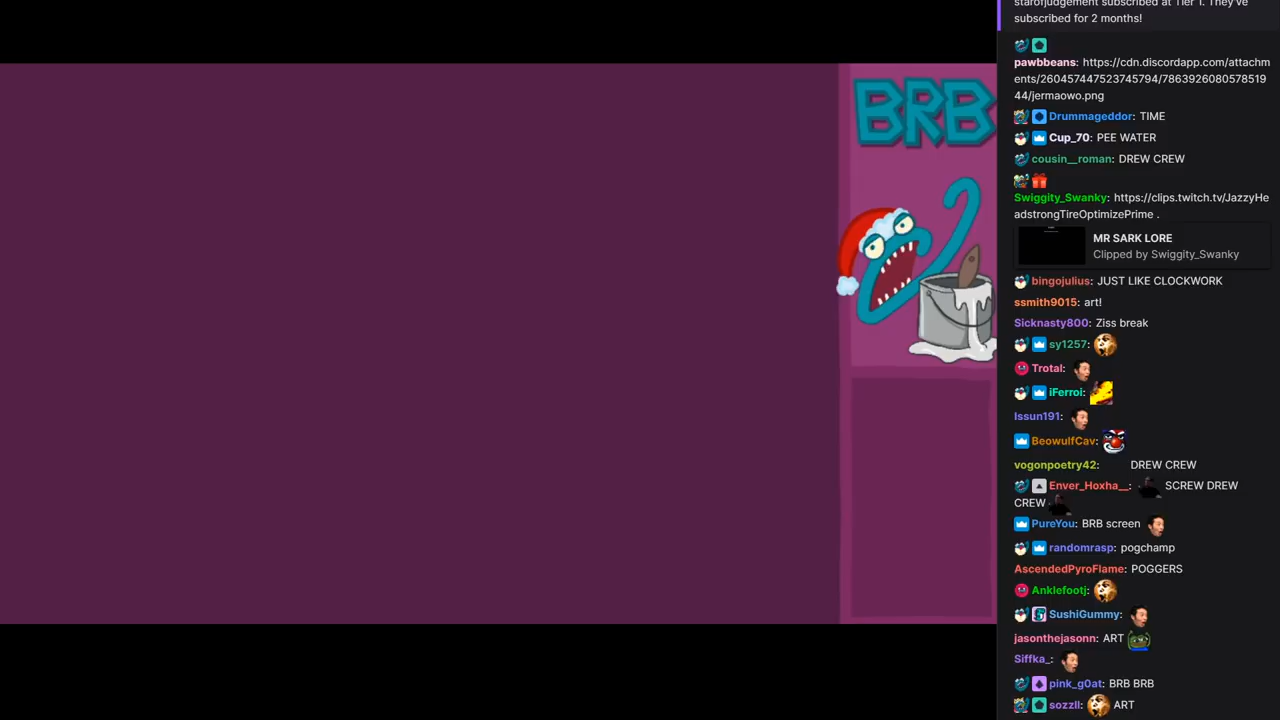 starofjudgement subscribed at Tier 1. They've
subscribed for 2 months!
BRB
pawbbeans: https://cdn.discordapp.com/attachm
ents/260457447523745794/7863926080578519
44/jermaowo.png
Drummageddor: TIME
Cup_70: PEE WATER
cousin__roman: DREW CREW
Swiggity_Swanky: https://clips.twitch.tv/JazzyHe
adstrongTireOptimizePrime .
MR SARK LORE
Clipped by Swiggity_Swanky
bingojulius: JUST LIKE CLOCKWORK
ssmith9015: art!
Sicknasty800: Ziss break
sy1257:
Trotal:
iFerroi:
Issun191:
BeowulfCav:
vogonpoetry42: DREW CREW
Enver_Hoxha__: SCREW DREW
CREW
PureYou: BRB screen
randomrasp: pogchamp
AscendedPyroFlame: POGGERS
Anklefootj:
SushiGummy:
jasonthejasonn: ART
Siffka_:
pink_g0at: BRB BRB
sozzll: ART